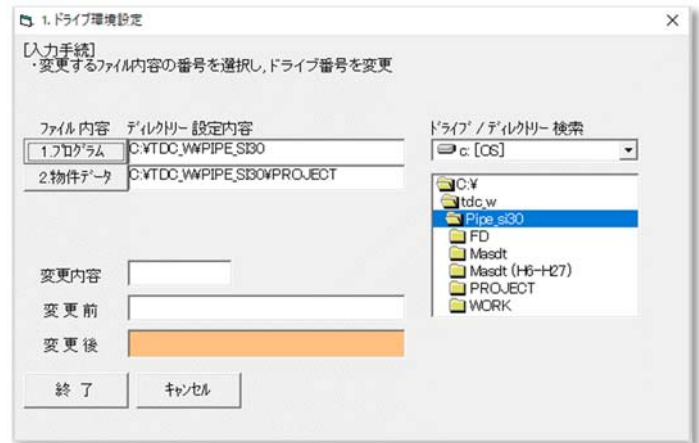 1. ドライブ環境設定
[入力手続]
・変更するﾌｧｲﾙ内容の番号を選択し,ドライブ番号を変更
ﾌｧｲﾙ 内容 ﾃﾞｨﾚｸﾄﾘｰ 設定内容
ﾄﾞﾗｲﾌﾞ / ﾃﾞｨﾚｸﾄﾘｰ 検索
1.ﾌﾟﾛｸﾞﾗﾑ C:¥TDC_W¥PIPE_SI30
c: [OS]
2.物件ﾃﾞｰﾀ C:¥TDC_W¥PIPE_SI30¥PROJECT
C:¥
tdc_w
Pipe_si30
FD
Masdt
Masdt (H6-H27)
PROJECT
WORK
変更内容
変 更 前
変 更 後
終 了 ｷｬﾝｾﾙ